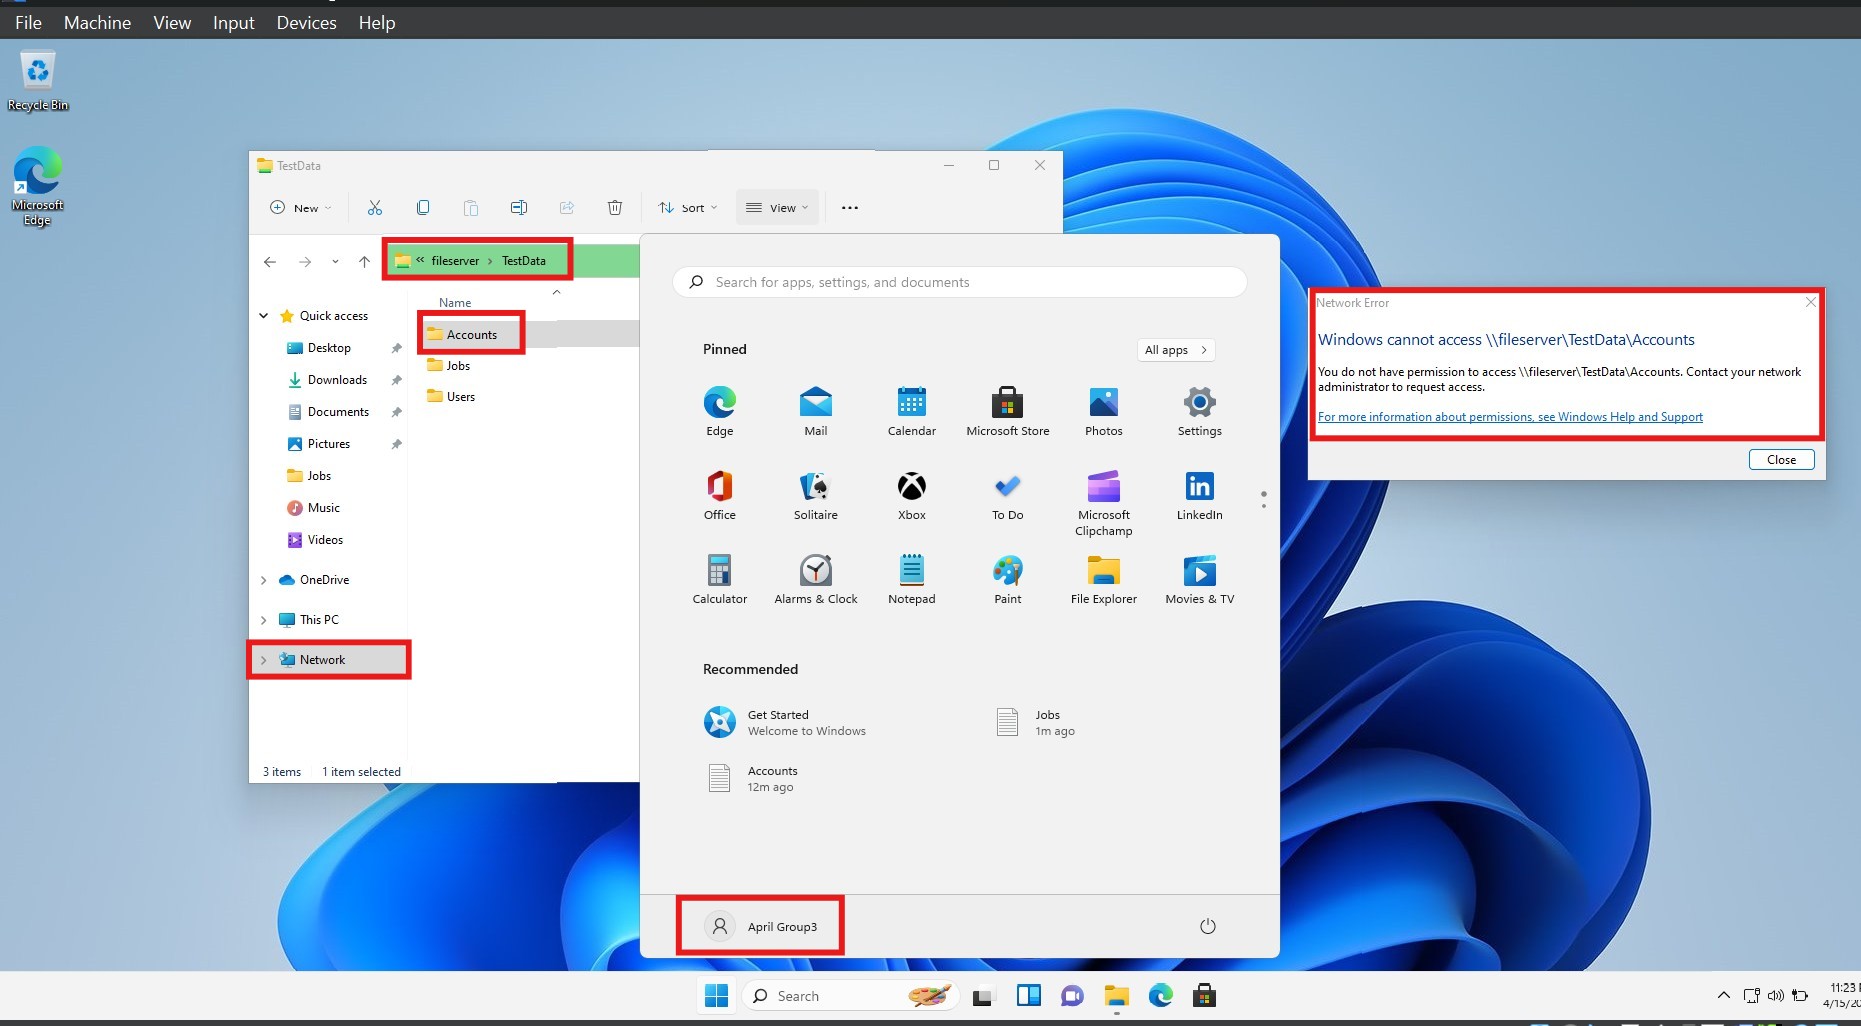 File Machine View Input Devices Help
Recycle Bin
Microsoft
Edge
TestData
New
Sort
View
« fileserver > TestData
Name
Quick access
Desktop
Downloads
Documents
Pictures
Jobs
Music
Videos
OneDrive
This PC
Network
Accounts
Jobs
Users
3 items 1 item selected
Search for apps, settings, and documents
Pinned
All apps >
Edge
Mail
Calendar
Microsoft Store
Photos
Settings
Office
Solitaire
Xbox
To Do
Microsoft
Clipchamp
LinkedIn
Calculator
Alarms & Clock
Notepad
Paint
File Explorer
Movies & TV
Recommended
Get Started
Welcome to Windows
Jobs
1m ago
Accounts
12m ago
April Group3
Network Error
Windows cannot access \\fileserver\TestData\Accounts
You do not have permission to access \\fileserver\TestData\Accounts. Contact your network
administrator to request access.
For more information about permissions, see Windows Help and Support
Close
Search
11:23
4/15/20